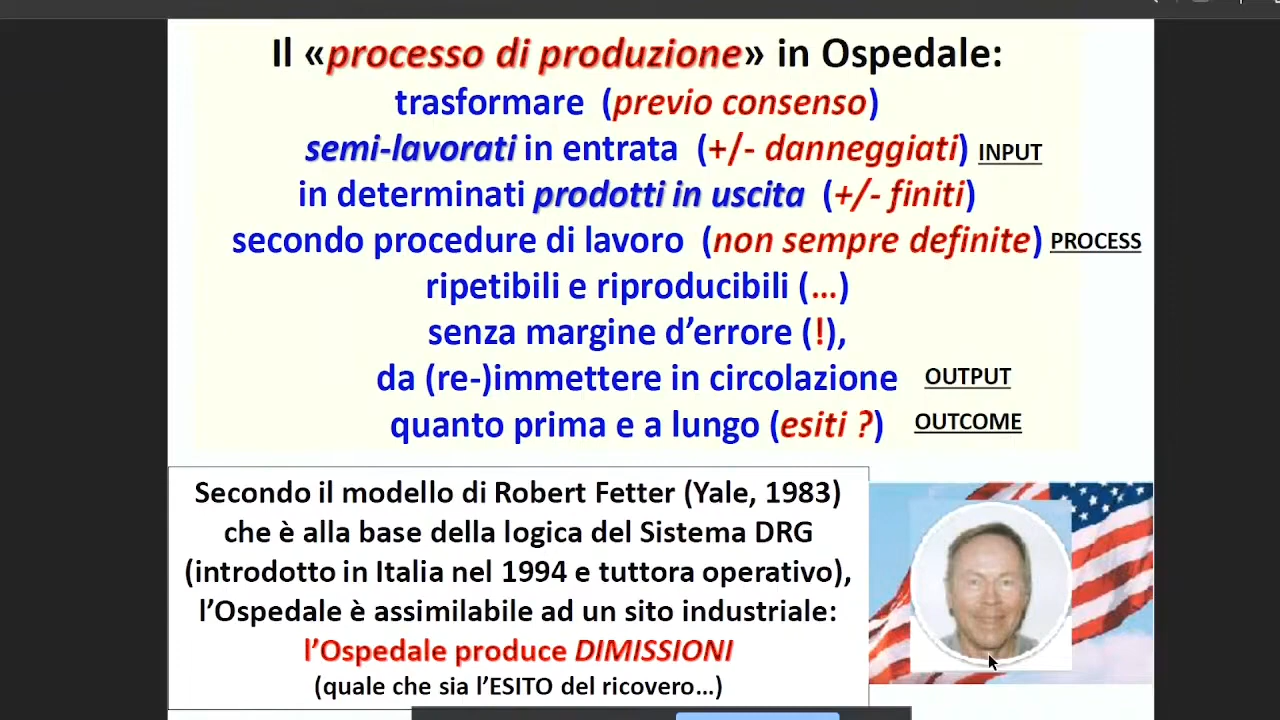 Il «processo di produzione» in Ospedale:
trasformare (previo consenso)
semi-lavorati in entrata (+/- danneggiati) INPUT
in determinati prodotti in uscita (+/- finiti)
secondo procedure di lavoro (non sempre definite) PROCESS
ripetibili e riproducibili (...)
senza margine d'errore (!),
da (re-)immettere in circolazione OUTPUT
quanto prima e a lungo (esiti ?) OUTCOME
Secondo il modello di Robert Fetter (Yale, 1983)
che è alla base della logica del Sistema DRG
(introdotto in Italia nel 1994 e tuttora operativo),
l'Ospedale è assimilabile ad un sito industriale:
l'Ospedale produce DIMISSIONI
(quale che sia l'ESITO del ricovero...)